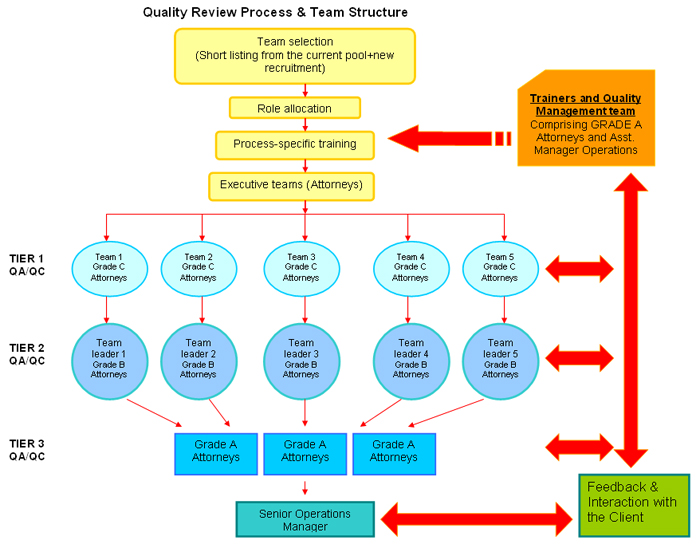 Quality Review Process & Team Structure
Team selection
(Short listing from the current pool+new
recruitment)
Role allocation
Process-specific training
Executive teams (Attorneys)
Trainers and Quality
Management team
Comprising GRADE A
Attorneys and Asst.
Manager Operations
TIER 1
QA/QC
Team 1
Grade C
Attorneys
Team 2
Grade C
Attorneys
Team 3
Grade C
Attorneys
Team 4
Grade C
Attorneys
Team 5
Grade C
Attorneys
TIER 2
QA/QC
Team
leader 1
Grade B
Attorneys
Team
leader 2
Grade B
Attorneys
Team
leader 3
Grade B
Attorneys
Team
leader 4
Grade B
Attorneys
Team
leader 5
Grade B
Attorneys
TIER 3
QA/QC
Grade A
Attorneys
Grade A
Attorneys
Grade A
Attorneys
Senior Operations
Manager
Feedback &
Interaction with
the Client